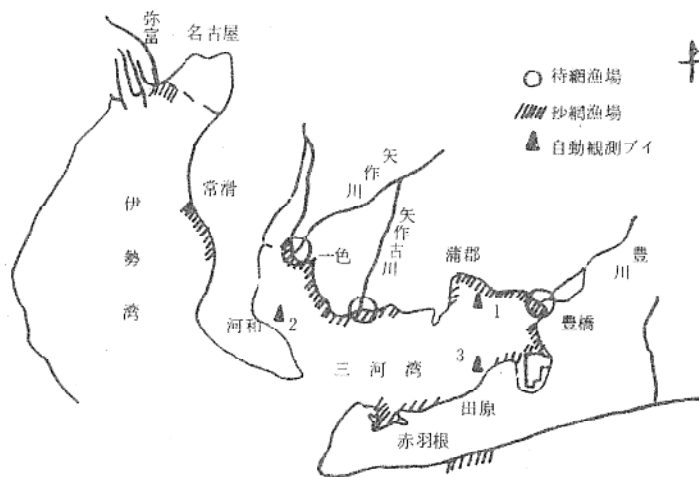 弥富
名古屋
待網漁場
抄網漁場
自動観測ブイ
伊勢湾
常滑
矢作川
矢作古川
一色
蒲郡
豊川
1
豊橋
河和
2
3
三河湾
田原
赤羽根